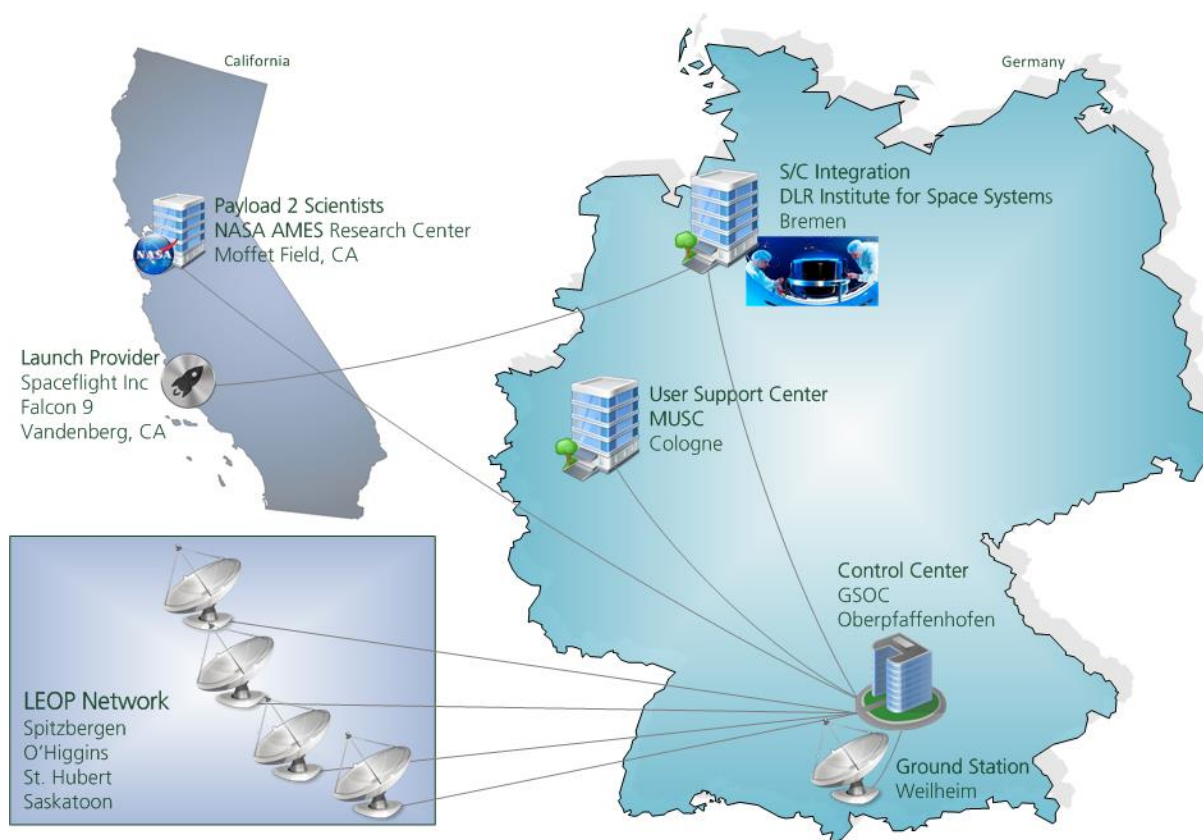 California
Germany
Payload 2 Scientists
NASA AMES Research Center
Moffet Field, CA
NASA
S/C Integration
DLR Institute for Space Systems
Bremen
Launch Provider
Spaceflight Inc
Falcon 9
Vandenberg, CA
User Support Center
MUSC
Cologne
Control Center
GSOC
Oberpfaffenhofen
LEOP Network
Spitzbergen
O'Higgins
St. Hubert
Saskatoon
Ground Station
Weilheim